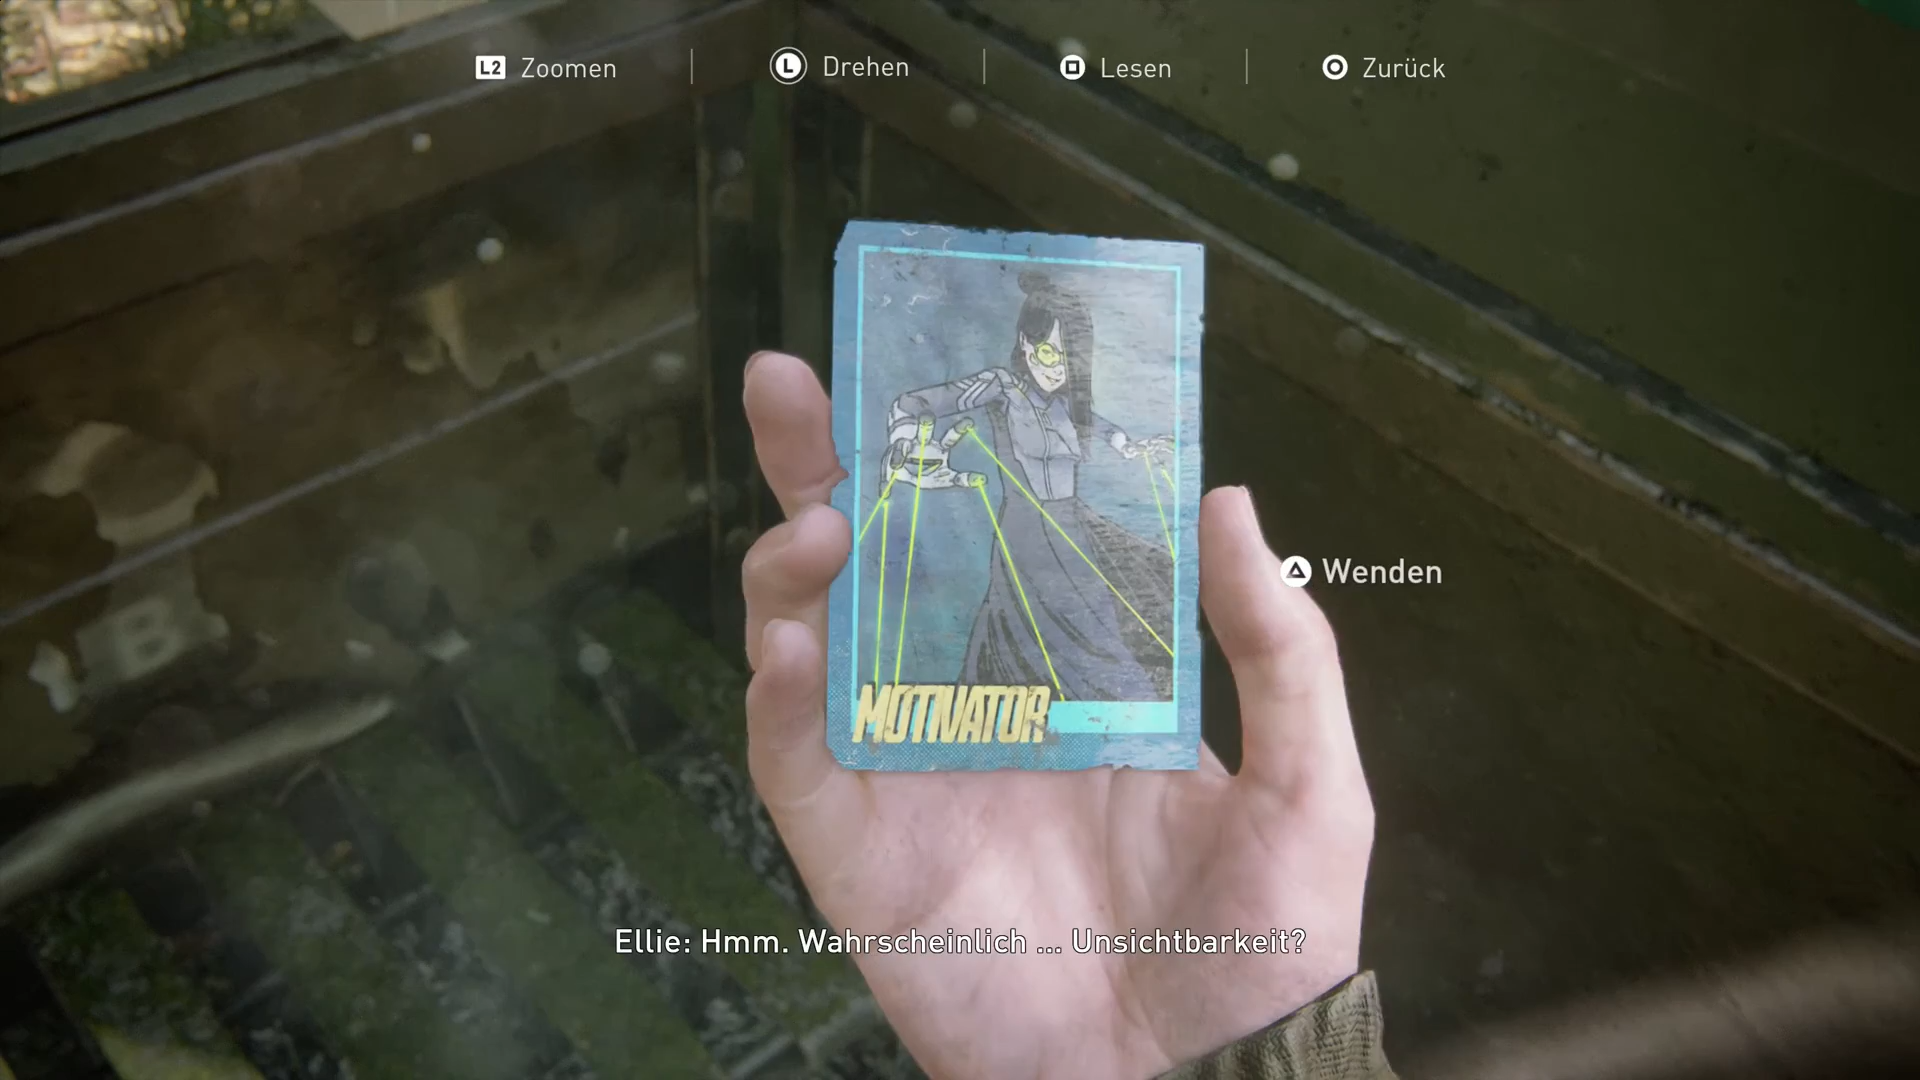 L2 Zoomen
L Drehen
Lesen
Zurück
MOTIVATOR
Wenden
Ellie: Hmm. Wahrscheinlich ... Unsichtbarkeit?
B